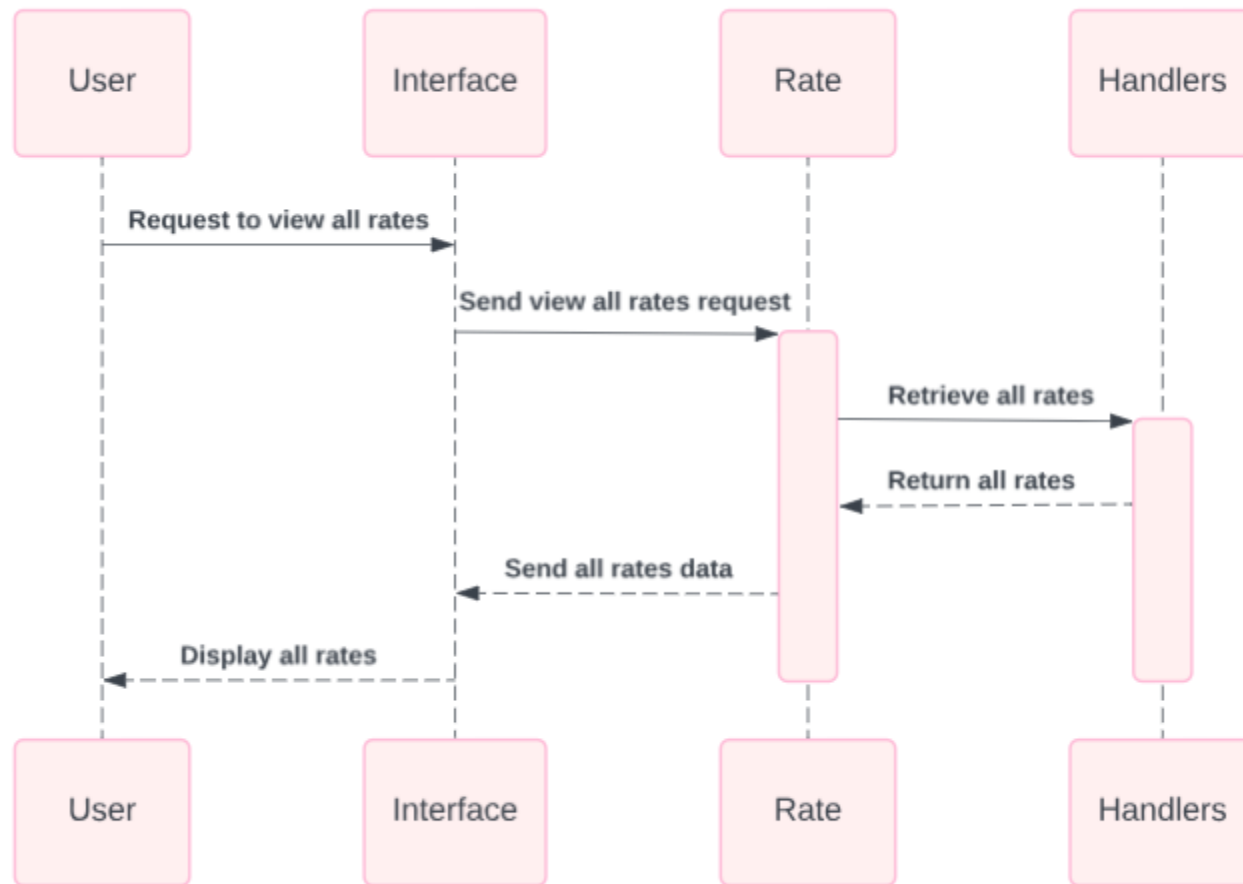 User
Interface
Rate
Handlers
Request to view all rates
Send view all rates request
Retrieve all rates
Return all rates
Send all rates data
Display all rates
User
Interface
Rate
Handlers